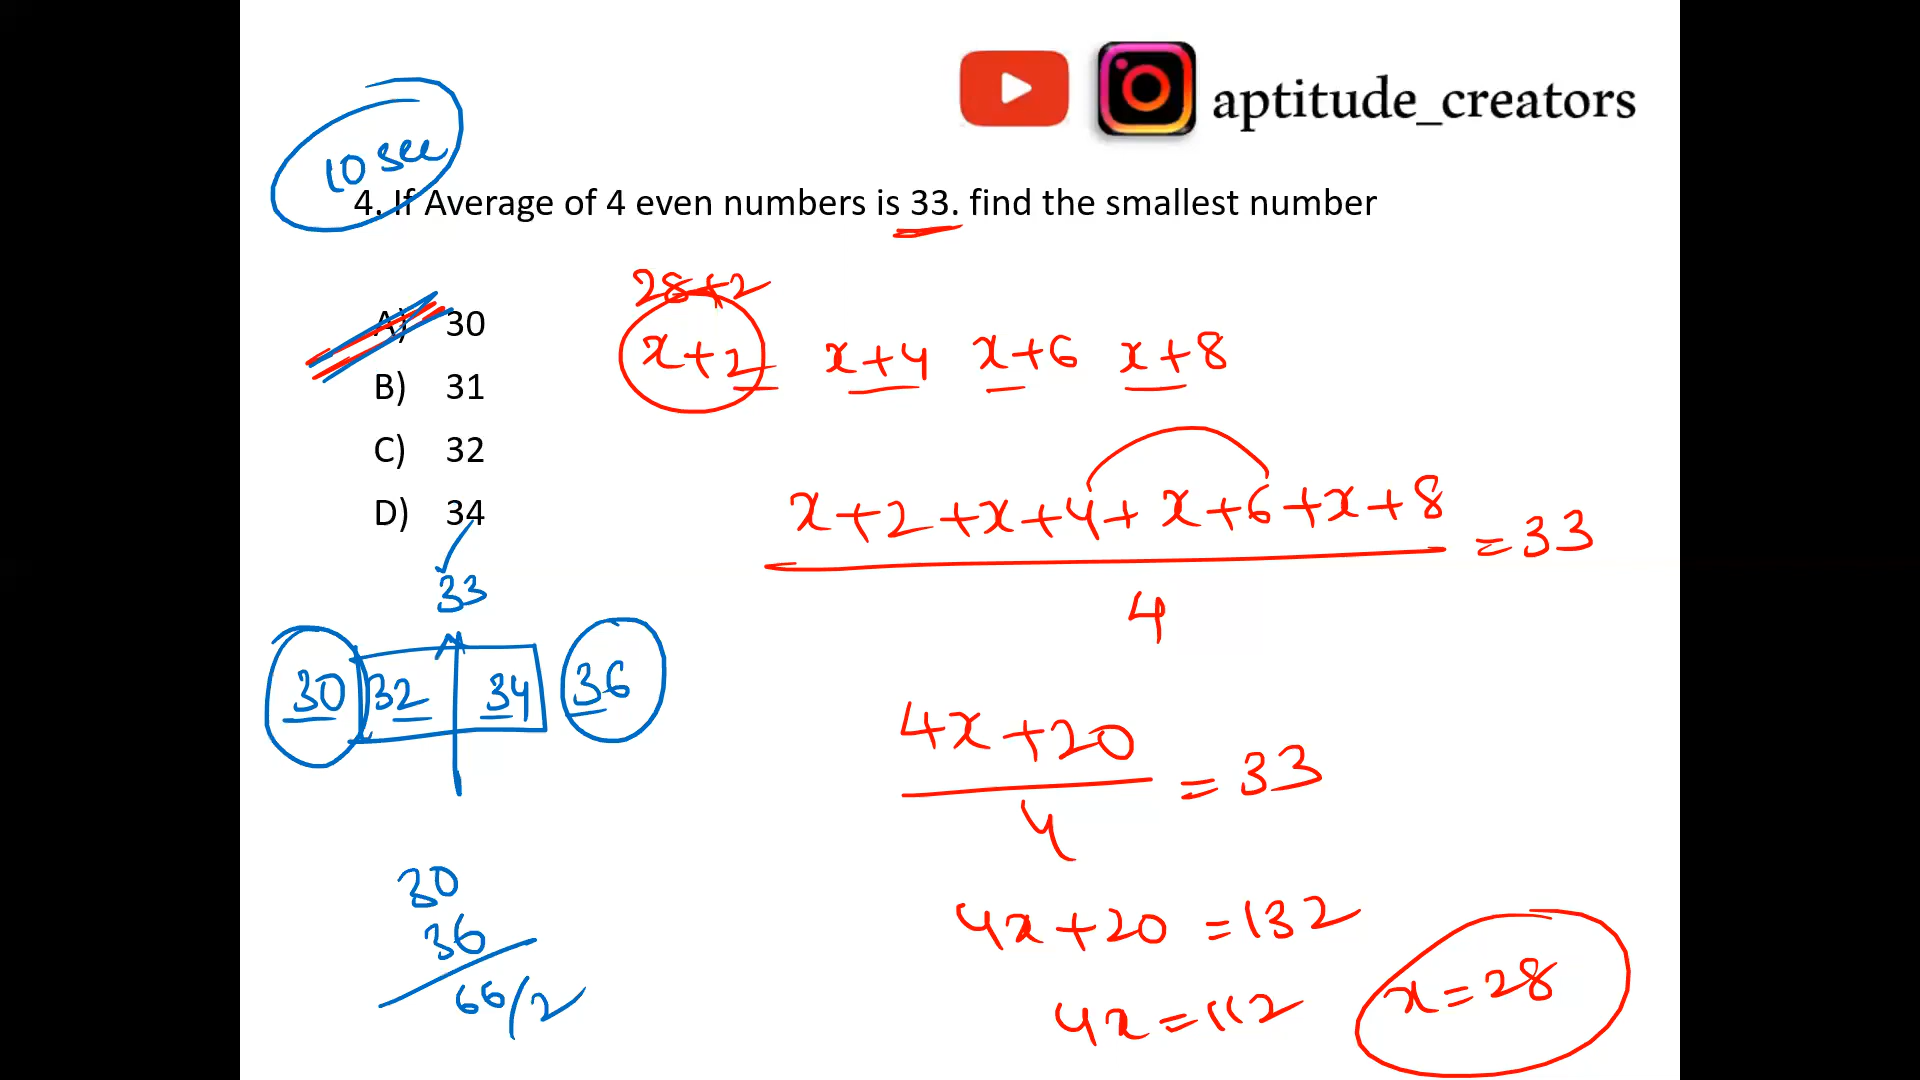 aptitude_creators
10 sec
4. If Average of 4 even numbers is 33. find the smallest number
28+2
A) 30
x+2 x+4 x+6 x+8
B) 31
C) 32
D) 34
x+2+x+4+x+6+x+8 = 33
4
33
30 32 34 36
4x+20 = 33
4
30
36
66/2
4x+20 = 132
4x = 112
x = 28